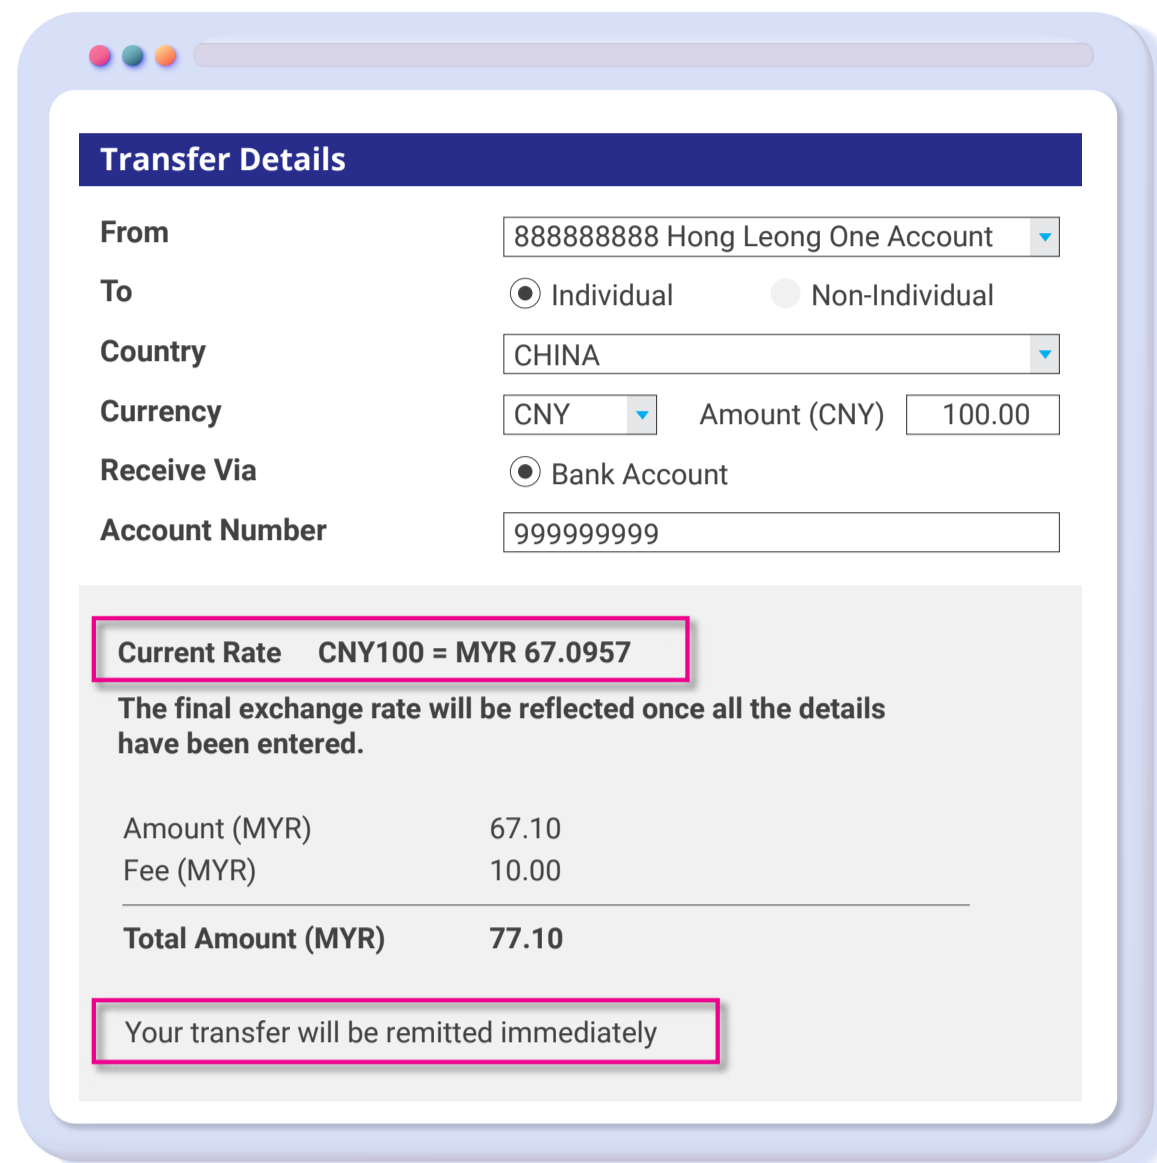 Transfer Details
From 888888888 Hong Leong One Account
To Individual Non-Individual
Country CHINA
Currency CNY Amount (CNY) 100.00
Receive Via Bank Account
Account Number 999999999
Current Rate CNY100 = MYR 67.0957
The final exchange rate will be reflected once all the details
have been entered.
Amount (MYR) 67.10
Fee (MYR) 10.00
Total Amount (MYR) 77.10
Your transfer will be remitted immediately